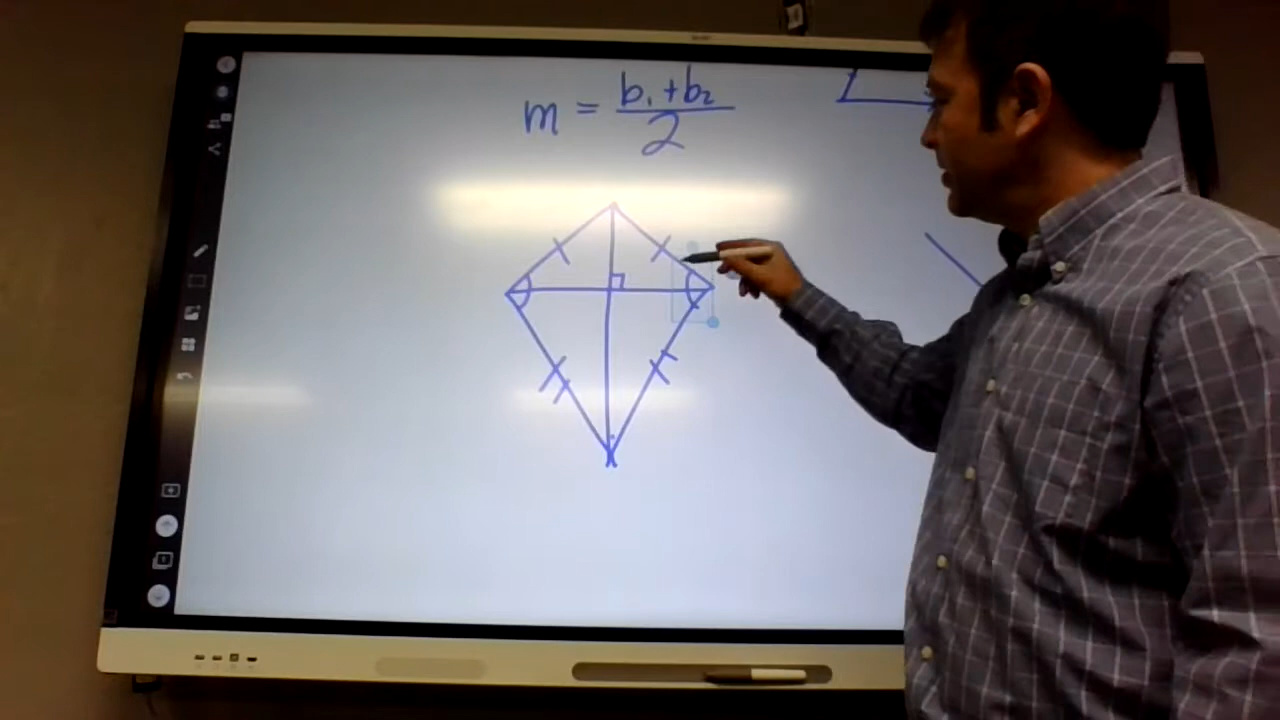 m = b₁ + b₂ / 2